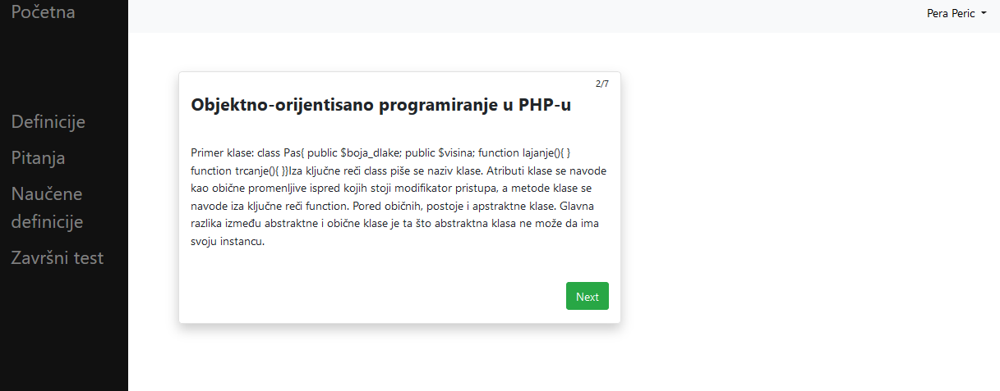 Početna
Pera Peric
Definicije
Pitanja
Naučene
definicije
Završni test
2/7
Objektno-orijentisano programiranje u PHP-u
Primer klase: class Pas{ public $boja_dlake; public $visina; function lajanje(){ }
function trcanje(){ }}Iza ključne reči class piše se naziv klase. Atributi klase se navode
kao obične promenljive ispred kojih stoji modifikator pristupa, a metode klase se
navode iza ključne reči function. Pored običnih, postoje i apstraktne klase. Glavna
razlika između abstraktne i obične klase je ta što abstraktna klasa ne može da ima
svoju instancu.
Next